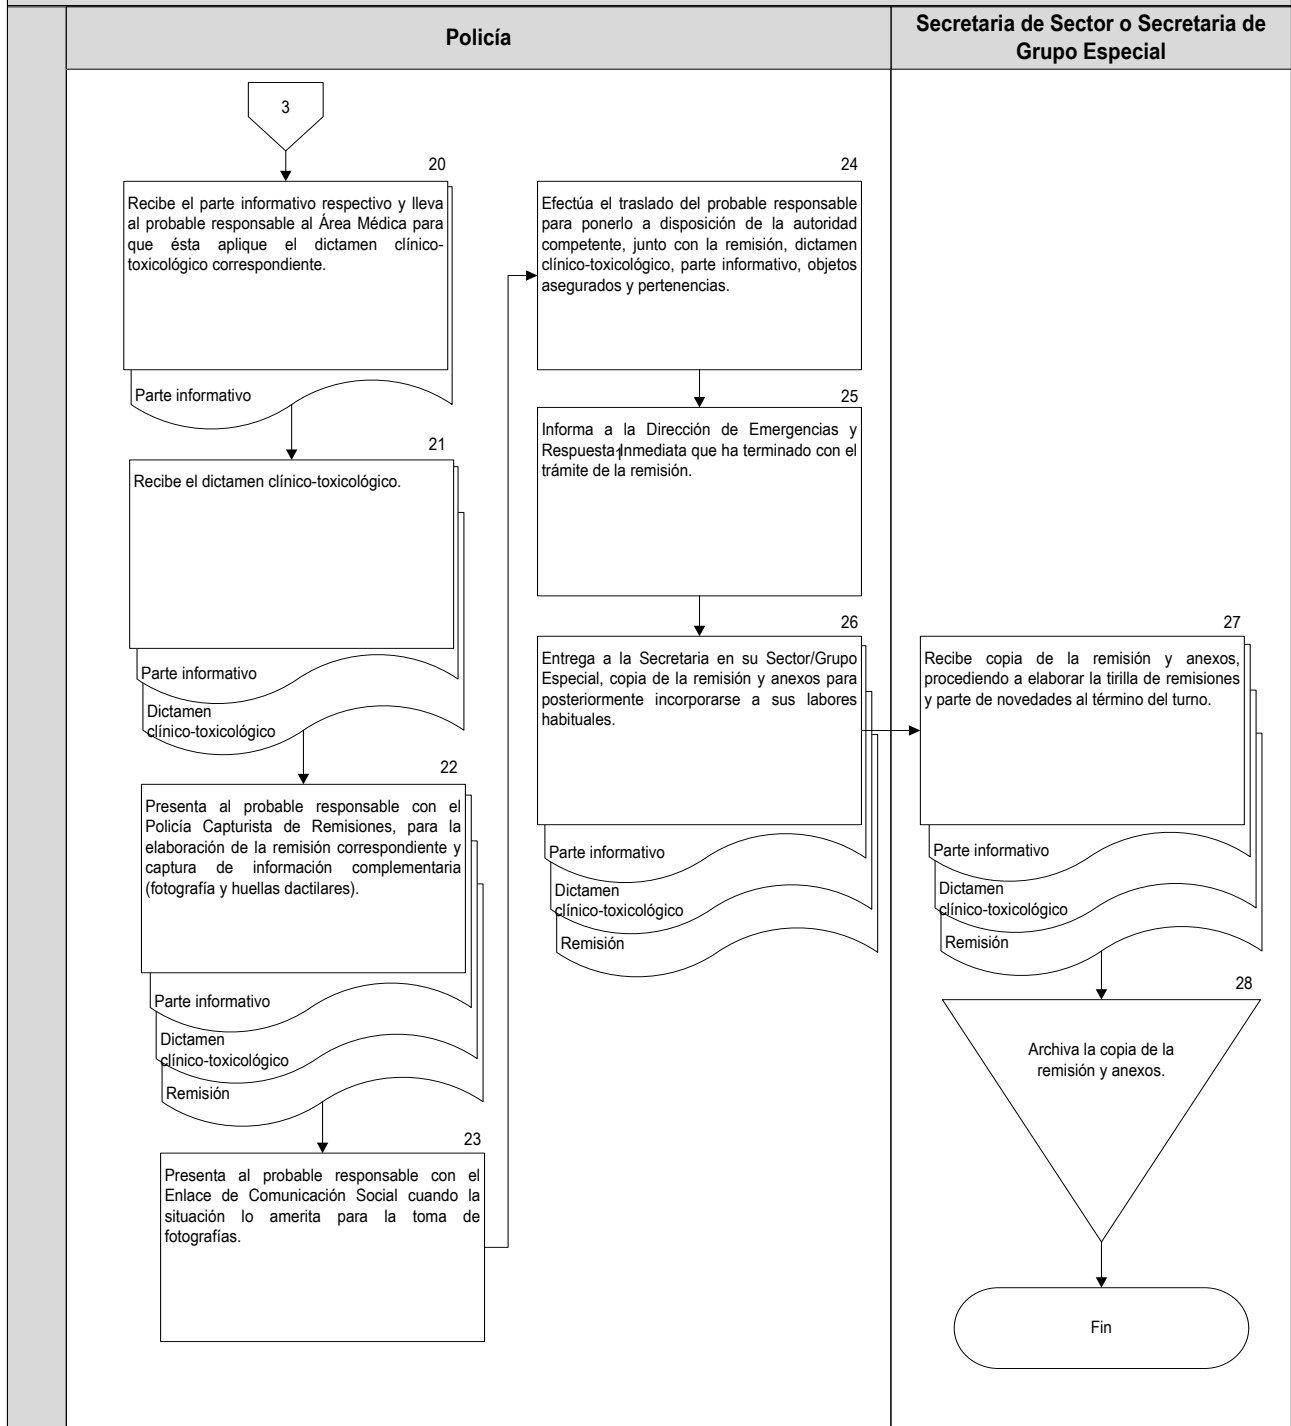 Policía
Secretaria de Sector o Secretaria de
Grupo Especial
3
20
Recibe el parte informativo respectivo y lleva
al probable responsable al Área Médica para
que ésta aplique el dictamen clínico-
toxicológico correspondiente.
Parte informativo
21
Recibe el dictamen clínico-toxicológico.
Parte informativo
Dictamen
clínico-toxicológico
22
Presenta al probable responsable con el
Policía Capturista de Remisiones, para la
elaboración de la remisión correspondiente y
captura de información complementaria
(fotografía y huellas dactilares).
Parte informativo
Dictamen
clínico-toxicológico
Remisión
23
Presenta al probable responsable con el
Enlace de Comunicación Social cuando la
situación lo amerita para la toma de
fotografías.
24
Efectúa el traslado del probable responsable
para ponerlo a disposición de la autoridad
competente, junto con la remisión, dictamen
clínico-toxicológico, parte informativo, objetos
asegurados y pertenencias.
25
Informa a la Dirección de Emergencias y
Respuesta 1 Inmediata que ha terminado con el
trámite de la remisión.
26
Entrega a la Secretaria en su Sector/Grupo
Especial, copia de la remisión y anexos para
posteriormente incorporarse a sus labores
habituales.
Parte informativo
Dictamen
clínico-toxicológico
Remisión
27
Recibe copia de la remisión y anexos,
procediendo a elaborar la tirilla de remisiones
y parte de novedades al término del turno.
Parte informativo
Dictamen
clínico-toxicológico
Remisión
28
Archiva la copia de la
remisión y anexos.
Fin